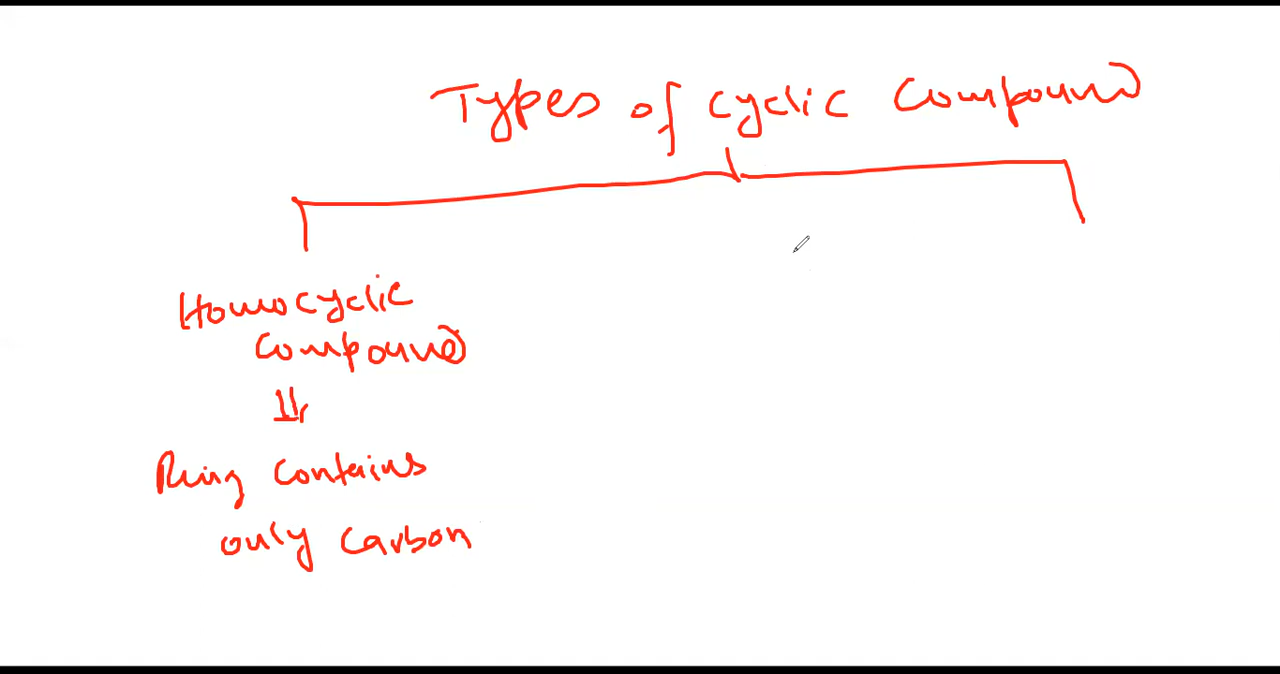 Types of cyclic compound
Homocyclic
compound
Ring contains
only carbon